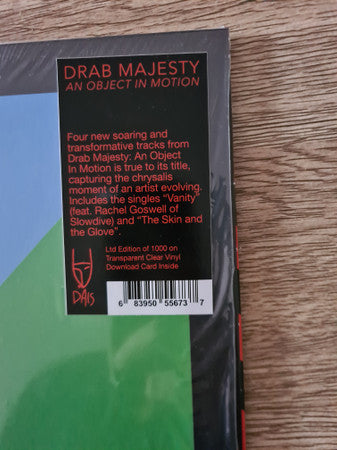 DRAB MAJESTY
AN OBJECT IN MOTION
Four new soaring and
transformative tracks from
Drab Majesty: An Object
In Motion is true to its title,
capturing the chrysalis
moment of an artist evolving.
Includes the singles “Vanity”
(feat. Rachel Goswell of
Slowdive) and “The Skin and
the Glove”.
Ltd Edition of 1000 on
Transparent Clear Vinyl
Download Card Inside
DAIS
6 83950 55673 7